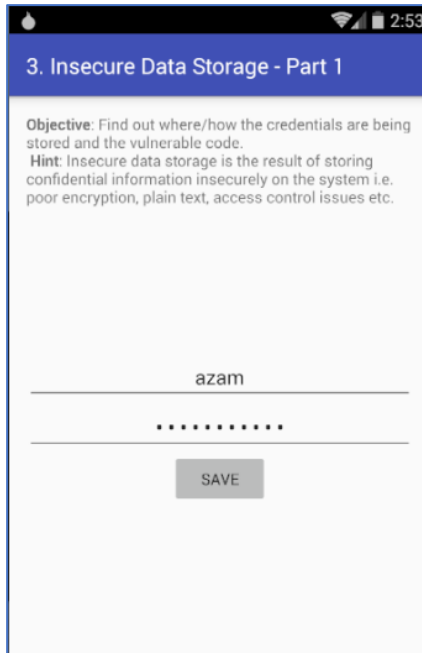 2:53
3. Insecure Data Storage - Part 1
Objective: Find out where/how the credentials are being
stored and the vulnerable code.
Hint: Insecure data storage is the result of storing
confidential information insecurely on the system i.e.
poor encryption, plain text, access control issues etc.
azam
...........
SAVE